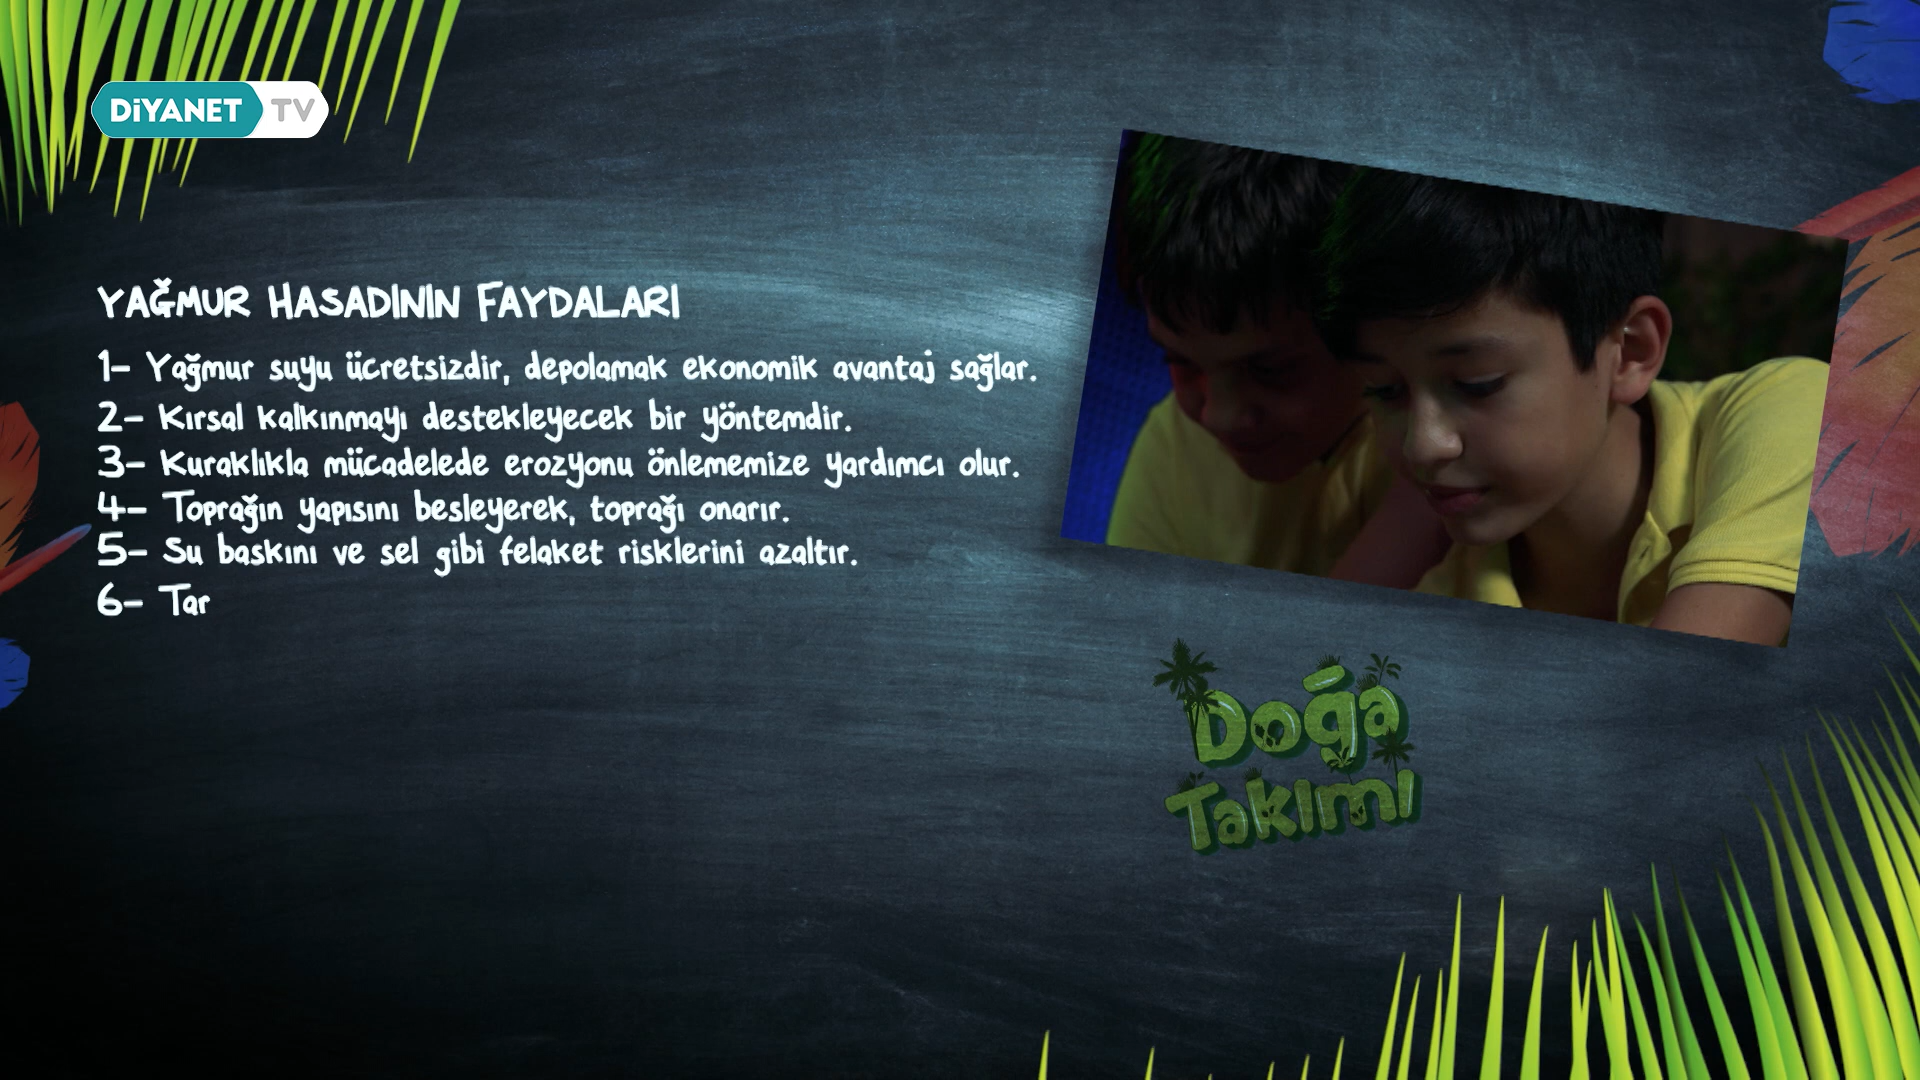 DİYANET TV
YAĞMUR HASADININ FAYDALARI
1- Yağmur suyu ücretsizdir, depolamak ekonomik avantaj sağlar.
2- Kırsal kalkınmayı destekleyecek bir yöntemdir.
3- Kuraklıkla mücadelede erozyonu önlememize yardımcı olur.
4- Toprağın yapısını besleyerek, toprağı onarır.
5- Su baskını ve sel gibi felaket risklerini azaltır.
6- Tar
Doğa
Takımı